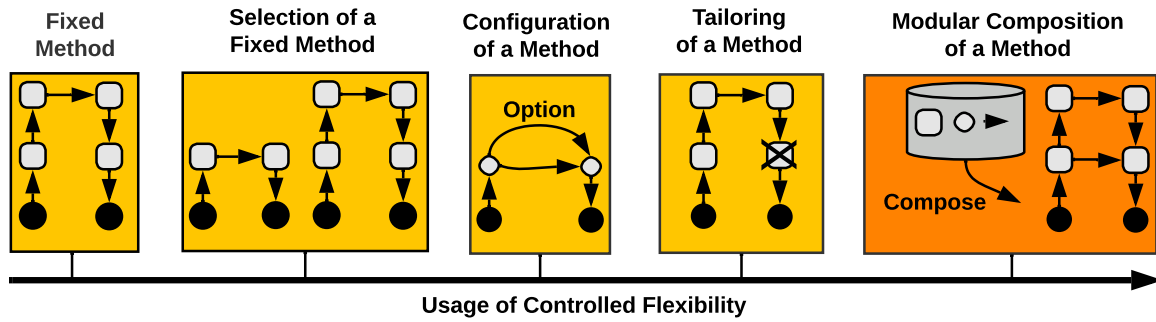 Fixed
Method
Selection of a
Fixed Method
Configuration
of a Method
Tailoring
of a Method
Modular Composition
of a Method
Option
Compose
Usage of Controlled Flexibility